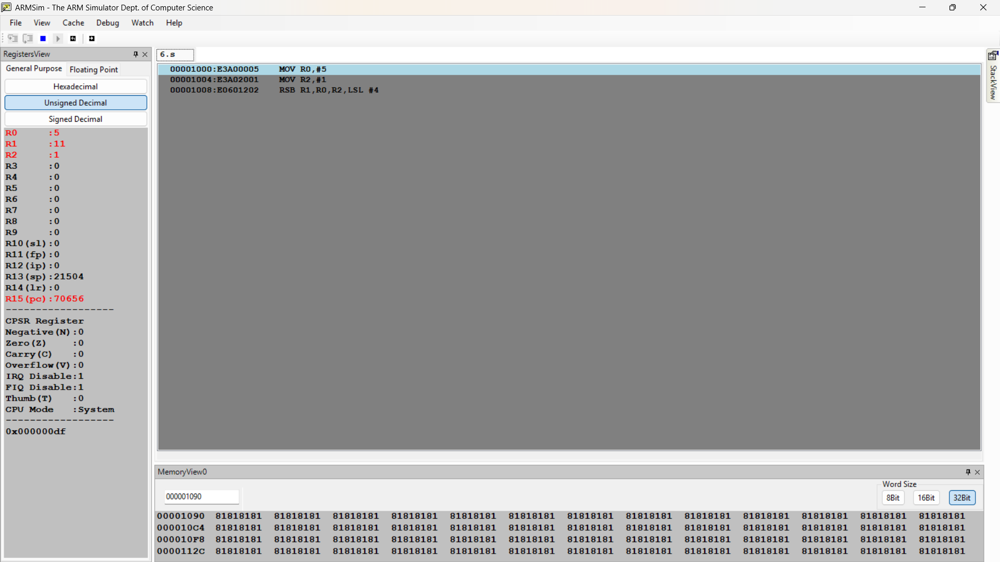 ARMSim - The ARM Simulator Dept. of Computer Science
File View Cache Debug Watch Help
RegistersView
General Purpose Floating Point
Hexadecimal
Unsigned Decimal
Signed Decimal
R0 :5
R1 :11
R2 :1
R3 :0
R4 :0
R5 :0
R6 :0
R7 :0
R8 :0
R9 :0
R10(sl):0
R11(fp):0
R12(ip):0
R13(sp):21504
R14(lr):0
R15(pc):70656
------------------
CPSR Register
Negative(N):0
Zero(Z) :0
Carry(C) :0
Overflow(V):0
IRQ Disable:1
FIQ Disable:1
Thumb(T) :0
CPU Mode :System
------------------
0x000000df
6.s
00001000:E3A00005 MOV R0,#5
00001004:E3A02001 MOV R2,#1
00001008:E0601202 RSB R1,R0,R2,LSL #4
StackView
MemoryView0
000001090
Word Size
8Bit 16Bit 32Bit
00001090 81818181 81818181 81818181 81818181 81818181 81818181 81818181 81818181 81818181 81818181 81818181 81818181 81818181
000010C4 81818181 81818181 81818181 81818181 81818181 81818181 81818181 81818181 81818181 81818181 81818181 81818181 81818181
000010F8 81818181 81818181 81818181 81818181 81818181 81818181 81818181 81818181 81818181 81818181 81818181 81818181 81818181
0000112C 81818181 81818181 81818181 81818181 81818181 81818181 81818181 81818181 81818181 81818181 81818181 81818181 81818181